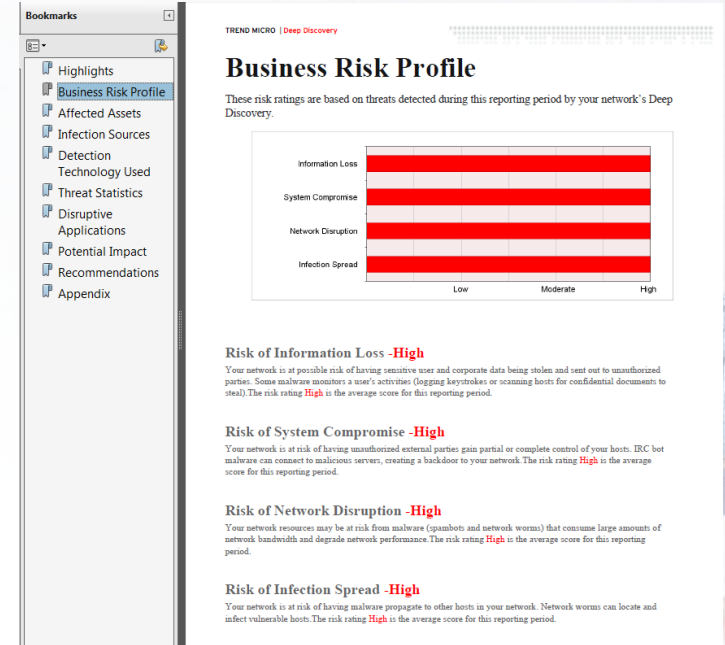 Bookmarks
Highlights
Business Risk Profile
Affected Assets
Infection Sources
Detection
Technology Used
Threat Statistics
Disruptive
Applications
Potential Impact
Recommendations
Appendix
TREND MICRO | Deep Discovery
Business Risk Profile
These risk ratings are based on threats detected during this reporting period by your network's Deep
Discovery.
Information Loss
System Compromise
Network Disruption
Infection Spread
Low Moderate High
Risk of Information Loss -High
Your network is at possible risk of having sensitive user and corporate data being stolen and sent out to unauthorized
parties. Some malware monitors a user's activities (logging keystrokes or scanning hosts for confidential documents to
steal).The risk rating High is the average score for this reporting period.
Risk of System Compromise -High
Your network is at risk of having unauthorized external parties gain partial or complete control of your hosts. IRC bot
malware can connect to malicious servers, creating a backdoor to your network.The risk rating High is the average
score for this reporting period.
Risk of Network Disruption -High
Your network resources may be at risk from malware (spambots and network worms) that consume large amounts of
network bandwidth and degrade network performance.The risk rating High is the average score for this reporting
period.
Risk of Infection Spread -High
Your network is at risk of having malware propagate to other hosts in your network. Network worms can locate and
infect vulnerable hosts.The risk rating High is the average score for this reporting period.